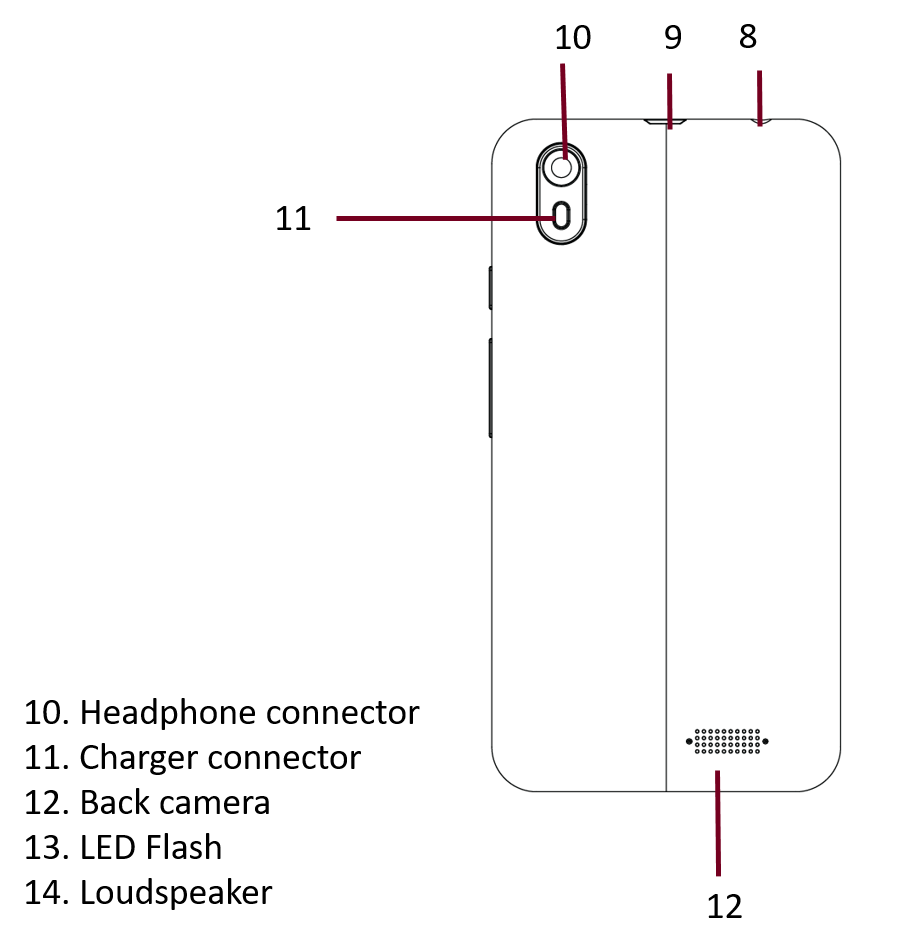 10 9 8
11
10. Headphone connector
11. Charger connector
12. Back camera
13. LED Flash
14. Loudspeaker
12